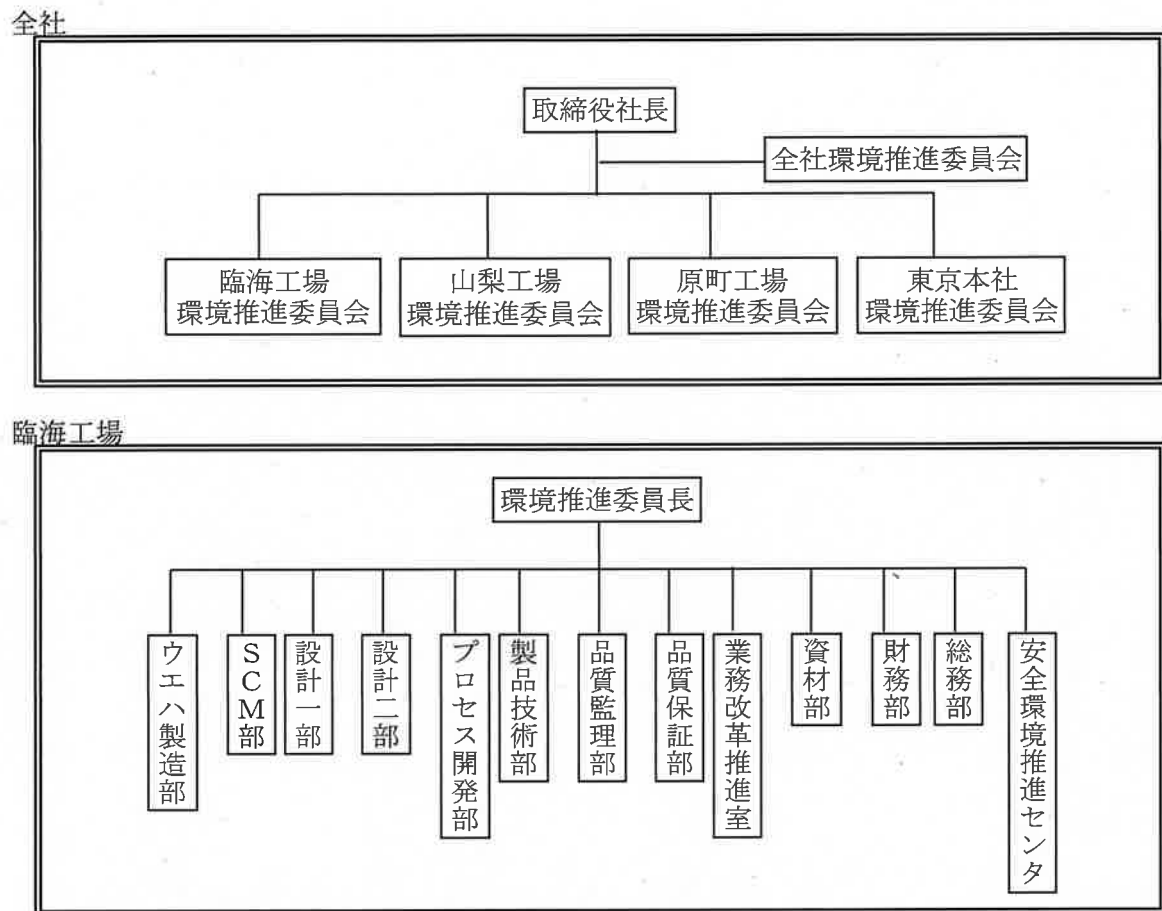 全社
取締役社長
全社環境推進委員会
臨海工場
環境推進委員会
山梨工場
環境推進委員会
原町工場
環境推進委員会
東京本社
環境推進委員会
臨海工場
環境推進委員長
ウエハ製造部
SCM部
設計一部
設計二部
プロセス開発部
製品技術部
品質監理部
品質保証部
業務改革推進室
資材部
財務部
総務部
安全環境推進センタ